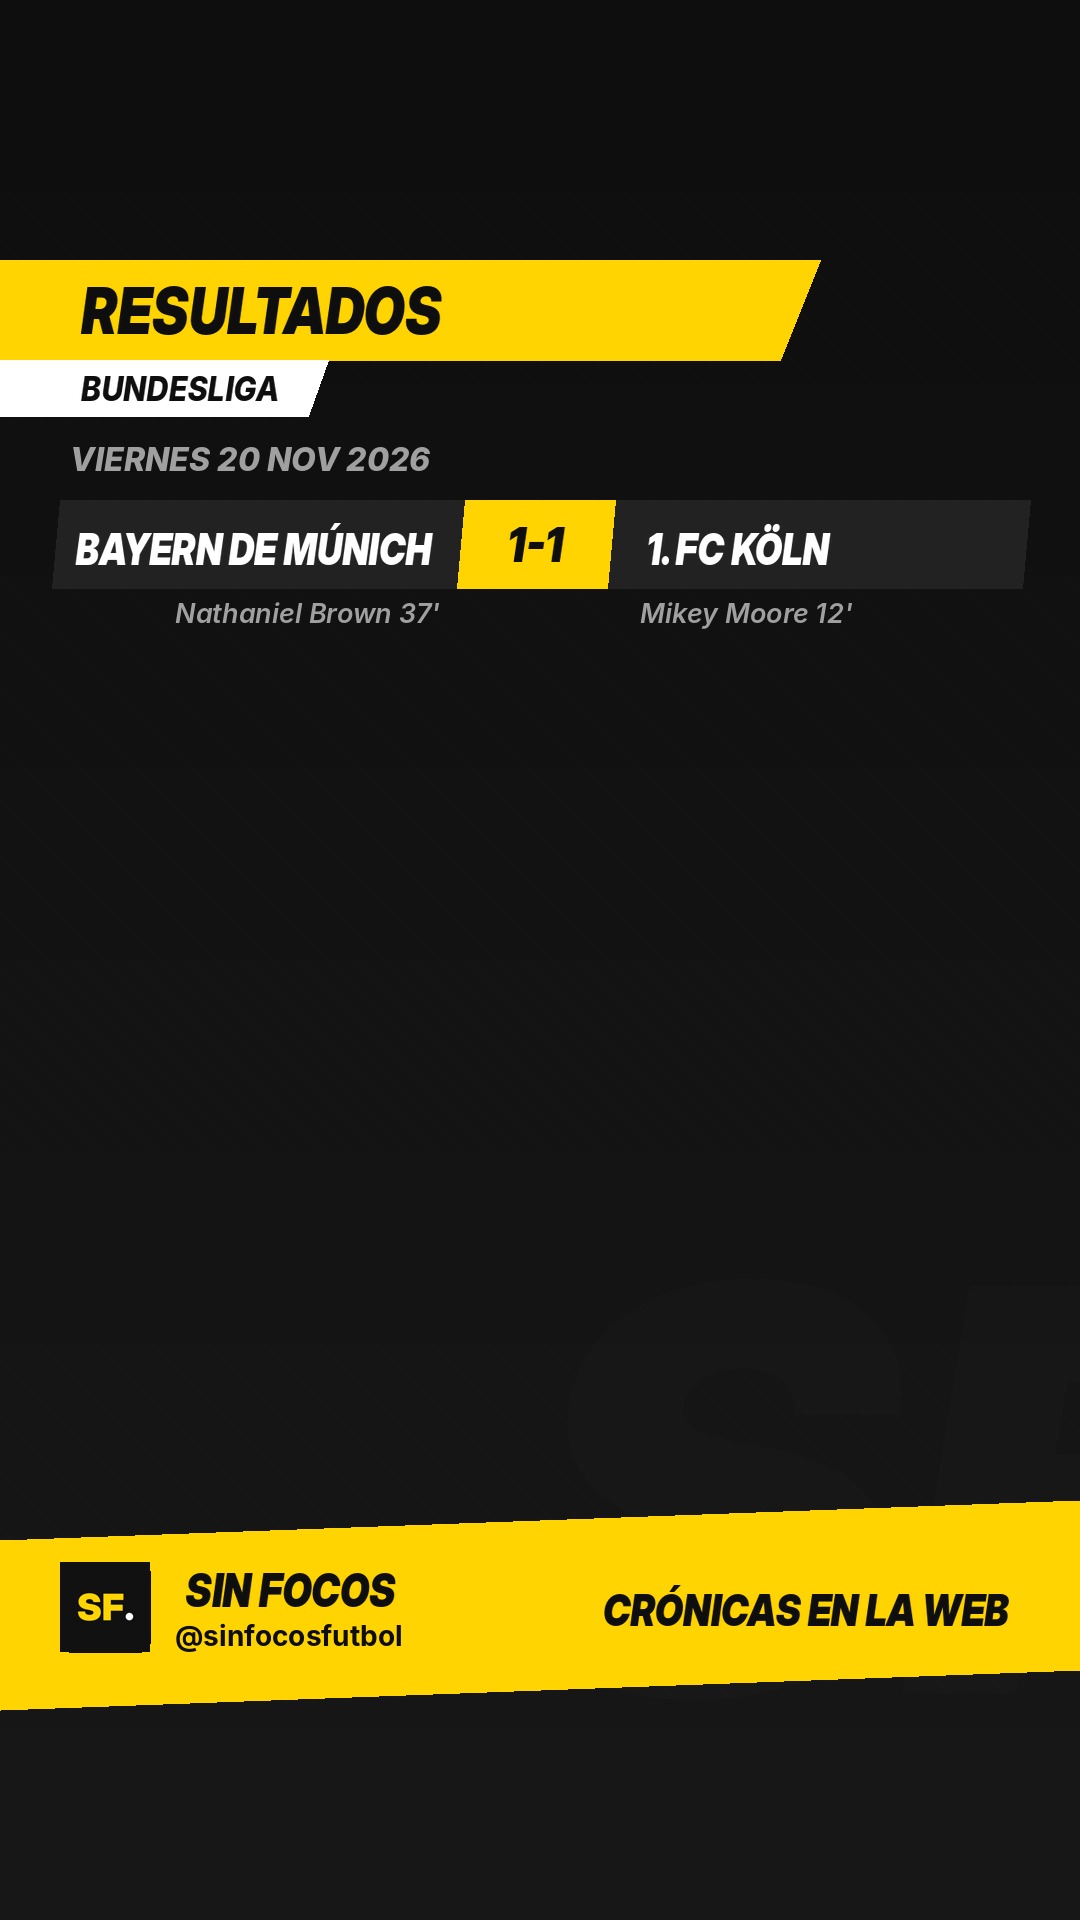 RESULTADOS
BUNDESLIGA
VIERNES 20 NOV 2026
BAYERN DE MÚNICH 1-1 1. FC KÖLN
Nathaniel Brown 37' Mikey Moore 12'
SF
SF. SIN FOCOS
@sinfocosfutbol
CRÓNICAS EN LA WEB